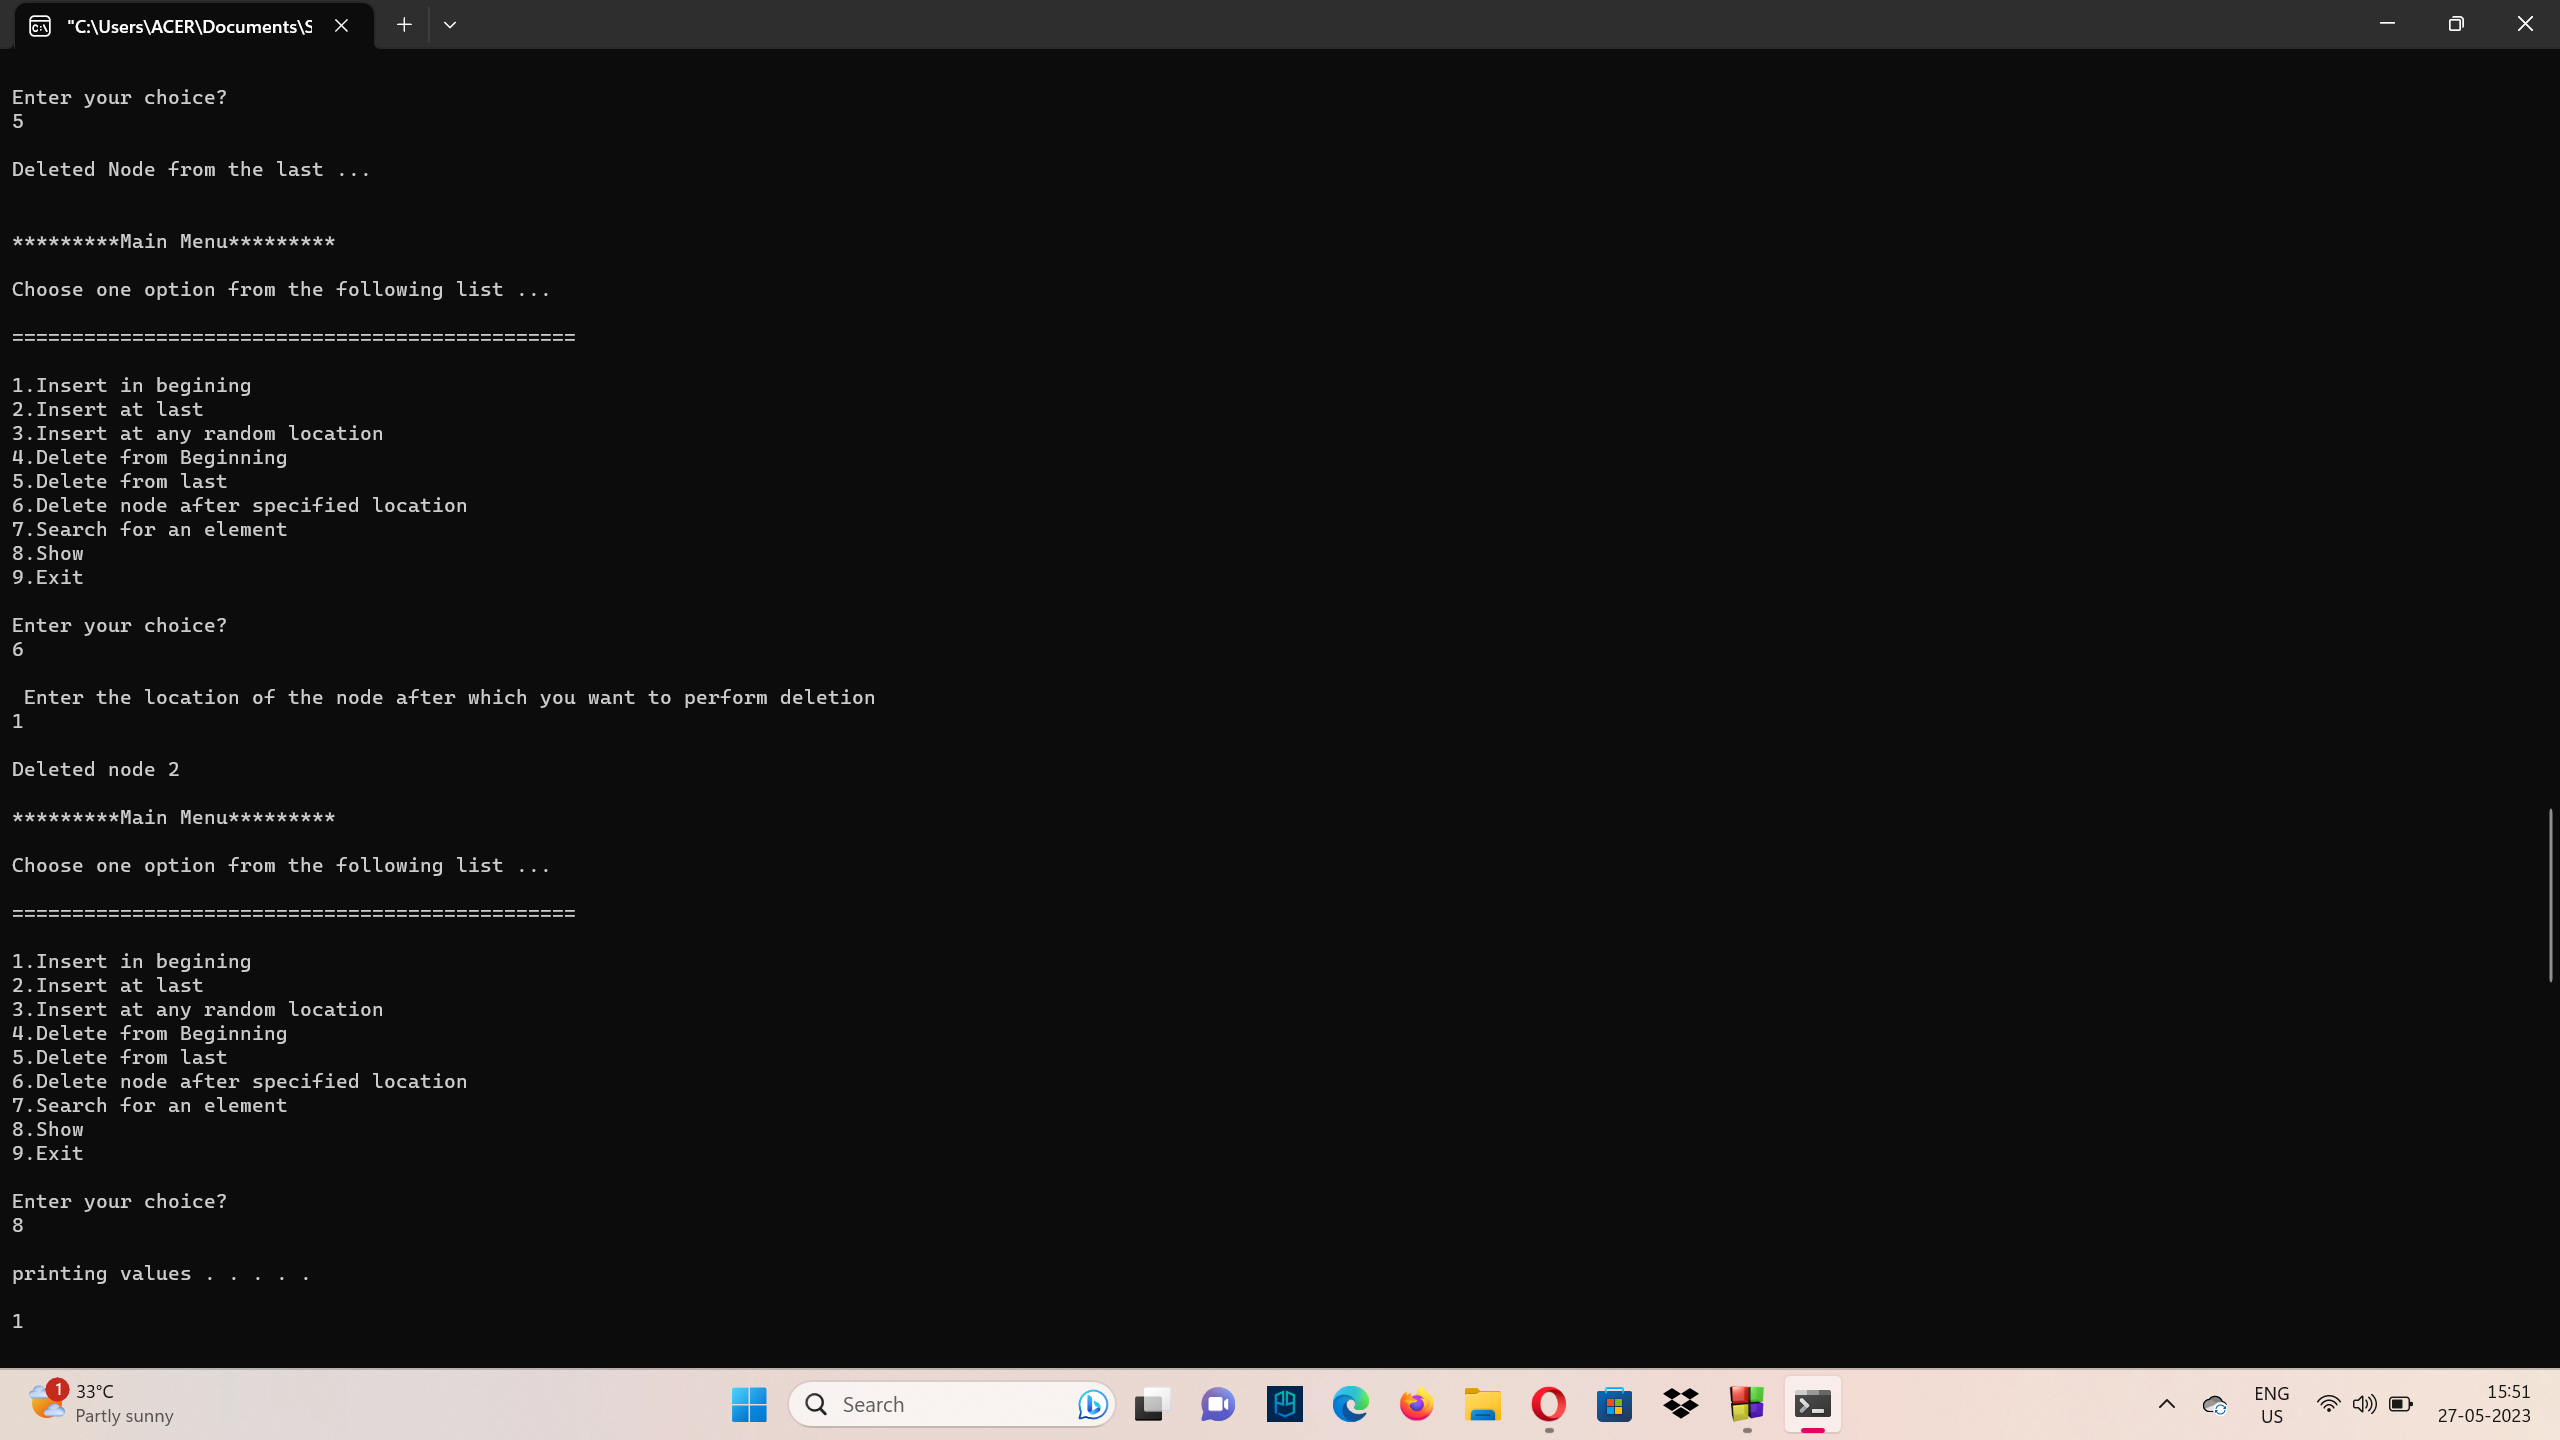 "C:\Users\ACER\Documents\S
Enter your choice?
5
Deleted Node from the last ...
*********Main Menu*********
Choose one option from the following list ...
===============================================
1.Insert in begining
2.Insert at last
3.Insert at any random location
4.Delete from Beginning
5.Delete from last
6.Delete node after specified location
7.Search for an element
8.Show
9.Exit
Enter your choice?
6
Enter the location of the node after which you want to perform deletion
1
Deleted node 2
*********Main Menu*********
Choose one option from the following list ...
===============================================
1.Insert in begining
2.Insert at last
3.Insert at any random location
4.Delete from Beginning
5.Delete from last
6.Delete node after specified location
7.Search for an element
8.Show
9.Exit
Enter your choice?
8
printing values . . . . .
1
1
33°C
Partly sunny
Search
ENG
US
15:51
27-05-2023